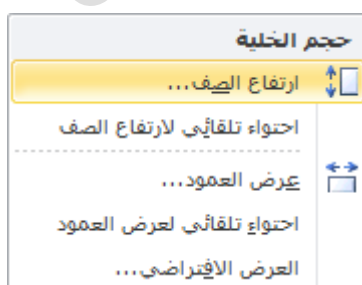 حجم الخلية
ارتفاع الصف...
احتواء تلقائي لارتفاع الصف
عرض العمود...
احتواء تلقائي لعرض العمود
العرض الافتراضي...